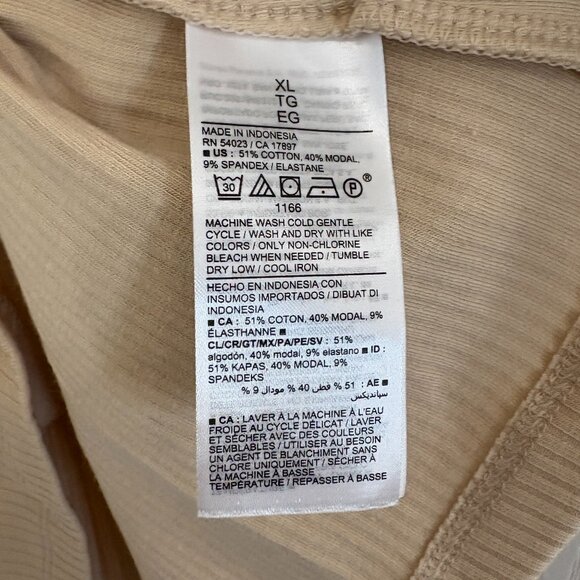 XL
TG
EG
MADE IN INDONESIA
RN 54023 / CA 17897
■ US : 51% COTTON, 40% MODAL,
9% SPANDEX / ELASTANE
30 P ®
1166
MACHINE WASH COLD GENTLE
CYCLE / WASH AND DRY WITH LIKE
COLORS / ONLY NON-CHLORINE
BLEACH WHEN NEEDED / TUMBLE
DRY LOW / COOL IRON
HECHO EN INDONESIA CON
INSUMOS IMPORTADOS / DIBUAT DI
INDONESIA
■ CA : 51% COTON, 40% MODAL, 9%
ÉLASTHANNE ■
CL/CR/GT/MX/PA/PE/SV : 51%
algodón, 40% modal, 9% elastano ■ ID :
51% KAPAS, 40% MODAL, 9%
SPANDEKS
■ AE : 51 % قطن 40 % مودال 9 %
سپاندیکس
■ CA : LAVER À LA MACHINE À L'EAU
FROIDE AU CYCLE DÉLICAT / LAVER
ET SÉCHER AVEC DES COULEURS
SEMBLABLES / UTILISER AU BESOIN
UN AGENT DE BLANCHIMENT SANS
CHLORE UNIQUEMENT / SÉCHER À
LA MACHINE À BASSE
TEMPÉRATURE / REPASSER À BASSE